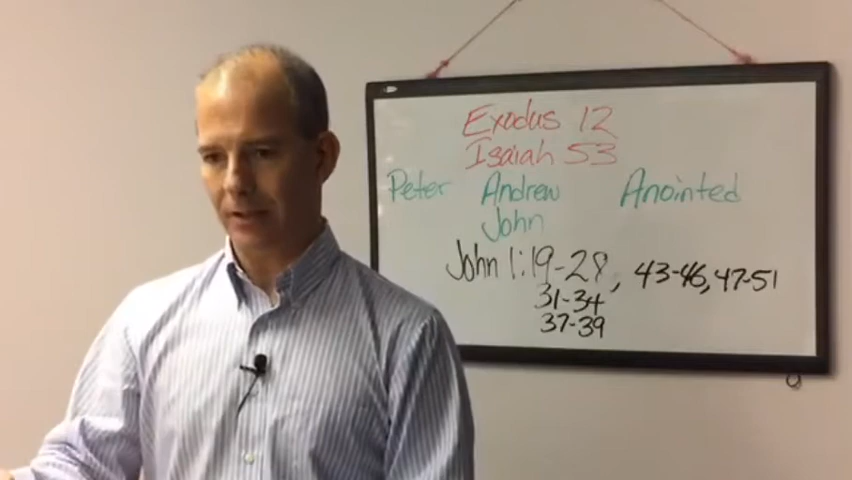 Exodus 12
Isaiah 53
Peter Andrew Anointed
John
John 1:19-28, 43-46, 47-51
31-34
37-39